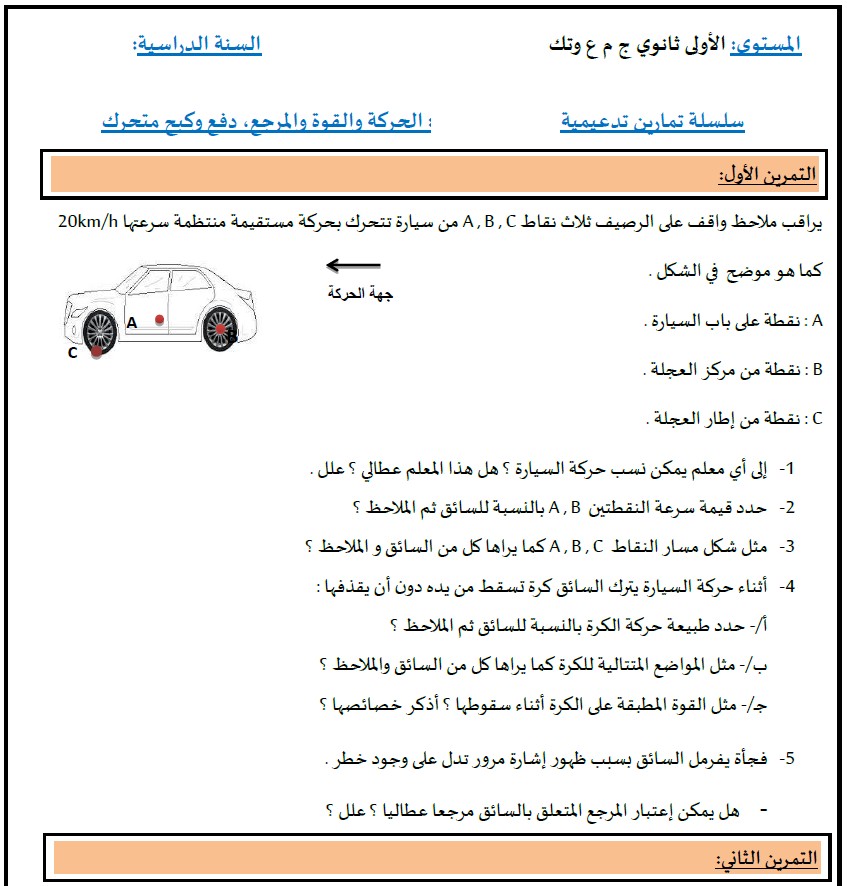 المستوى: الأولى ثانوي ج م ع وتك السنة الدراسية:
سلسلة تمارين تدعيمية : الحركة والقوة والمرجع، دفع وكبح متحرك
التمرين الأول:
يراقب ملاحظ واقف على الرصيف ثلاث نقاط A , B , C من سيارة تتحرك بحركة مستقيمة منتظمة سرعتها 20km/h
كما هو موضح في الشكل .
جهة الحركة
A
B
C
A : نقطة على باب السيارة .
B : نقطة من مركز العجلة .
C : نقطة من إطار العجلة .
1- إلى أي معلم يمكن نسب حركة السيارة ؟ هل هذا المعلم عطالي ؟ علل .
2- حدد قيمة سرعة النقطتين A , B بالنسبة للسائق ثم الملاحظ ؟
3- مثل شكل مسار النقاط A , B , C كما يراها كل من السائق و الملاحظ ؟
4- أثناء حركة السيارة يترك السائق كرة تسقط من يده دون أن يقذفها :
أ/- حدد طبيعة حركة الكرة بالنسبة للسائق ثم الملاحظ ؟
ب/- مثل المواضع المتتالية للكرة كما يراها كل من السائق والملاحظ ؟
ج/- مثل القوة المطبقة على الكرة أثناء سقوطها ؟ أذكر خصائصها ؟
5- فجأة يفرمل السائق بسبب ظهور إشارة مرور تدل على وجود خطر .
- هل يمكن إعتبار المرجع المتعلق بالسائق مرجعا عطاليا ؟ علل ؟
التمرين الثاني: